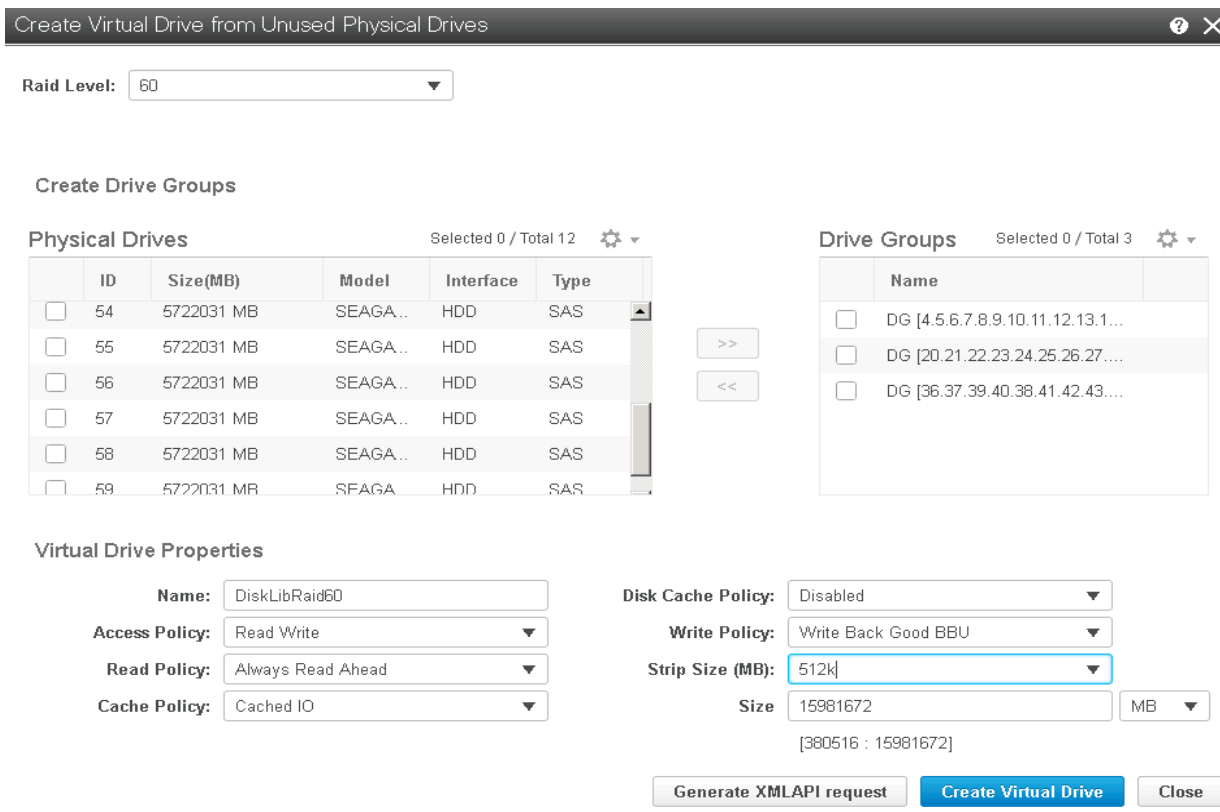 Create Virtual Drive from Unused Physical Drives
Raid Level: 60
Create Drive Groups
Physical Drives Selected 0 / Total 12
ID Size(MB) Model Interface Type
54 5722031 MB SEAGA... HDD SAS
55 5722031 MB SEAGA... HDD SAS
56 5722031 MB SEAGA... HDD SAS
57 5722031 MB SEAGA... HDD SAS
58 5722031 MB SEAGA... HDD SAS
59 5722031 MB SEAGA HDD SAS
>>
<<
Drive Groups Selected 0 / Total 3
Name
DG [4.5.6.7.8.9.10.11.12.13.1...
DG [20.21.22.23.24.25.26.27....
DG [36.37.39.40.38.41.42.43....
Virtual Drive Properties
Name: DiskLibRaid60
Access Policy: Read Write
Read Policy: Always Read Ahead
Cache Policy: Cached IO
Disk Cache Policy: Disabled
Write Policy: Write Back Good BBU
Strip Size (MB): 512k
Size 15981672 MB
[380516 : 15981672]
Generate XMLAPI request Create Virtual Drive Close